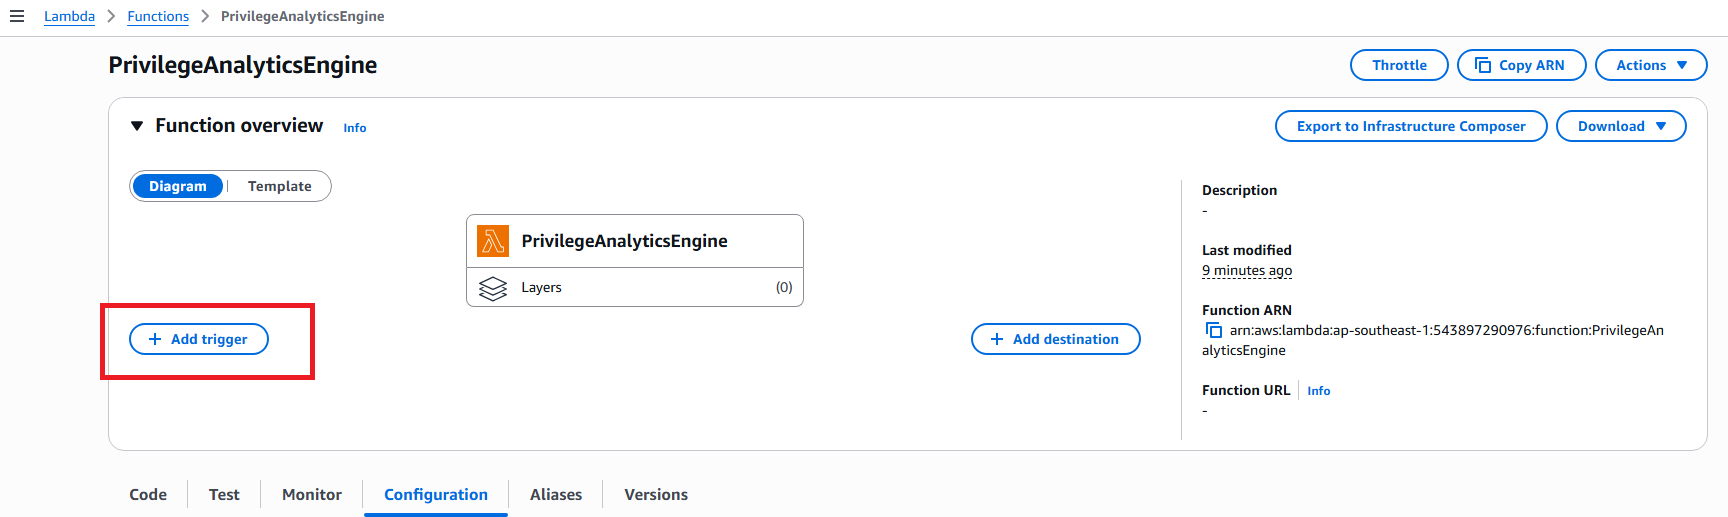 Lambda > Functions > PrivilegeAnalyticsEngine
PrivilegeAnalyticsEngine
Throttle
Copy ARN
Actions
Function overview Info
Export to Infrastructure Composer
Download
Diagram | Template
PrivilegeAnalyticsEngine
Layers (0)
+ Add trigger
+ Add destination
Description
-
Last modified
9 minutes ago
Function ARN
arn:aws:lambda:ap-southeast-1:543897290976:function:PrivilegeAn
alyticsEngine
Function URL | Info
-
Code
Test
Monitor
Configuration
Aliases
Versions